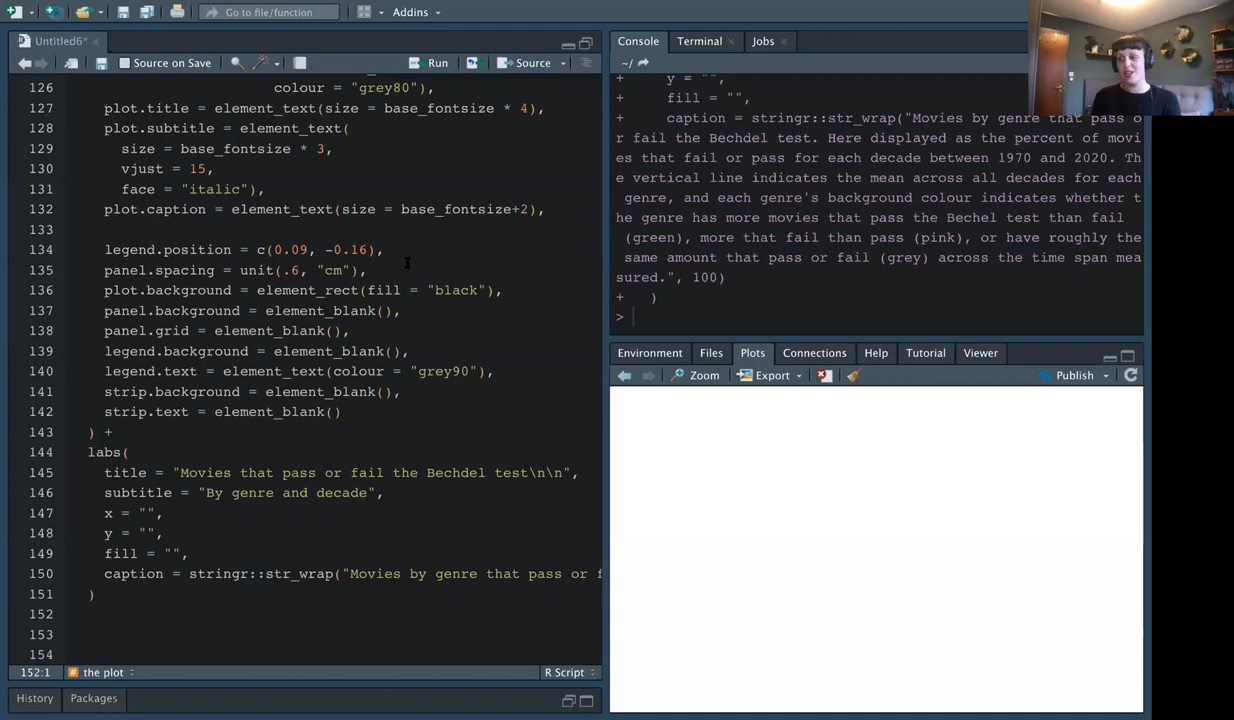 Go to file/function
Addins
Untitled6*
Source on Save
Run
Source
126 colour = "grey80"),
127 plot.title = element_text(size = base_fontsize * 4),
128 plot.subtitle = element_text(
129 size = base_fontsize * 3,
130 vjust = 15,
131 face = "italic"),
132 plot.caption = element_text(size = base_fontsize+2),
133
134 legend.position = c(0.09, -0.16),
135 panel.spacing = unit(.6, "cm"),
136 plot.background = element_rect(fill = "black"),
137 panel.background = element_blank(),
138 panel.grid = element_blank(),
139 legend.background = element_blank(),
140 legend.text = element_text(colour = "grey90"),
141 strip.background = element_blank(),
142 strip.text = element_blank()
143 ) +
144 labs(
145 title = "Movies that pass or fail the Bechdel test\n\n",
146 subtitle = "By genre and decade",
147 x = "",
148 y = "",
149 fill = "",
150 caption = stringr::str_wrap("Movies by genre that pass or f
151 )
152
153
154
152:1 # the plot R Script
History Packages
Console Terminal Jobs
~/
+ y = "",
+ fill = "",
+ caption = stringr::str_wrap("Movies by genre that pass o
r fail the Bechdel test. Here displayed as the percent of movi
es that fail or pass for each decade between 1970 and 2020. Th
e vertical line indicates the mean across all decades for each
genre, and each genre's background colour indicates whether t
he genre has more movies that pass the Bechel test than fail
(green), more that fail than pass (pink), or have roughly the
same amount that pass or fail (grey) across the time span mea
sured.", 100)
+ )
>
Environment Files Plots Connections Help Tutorial Viewer
Zoom Export Publish